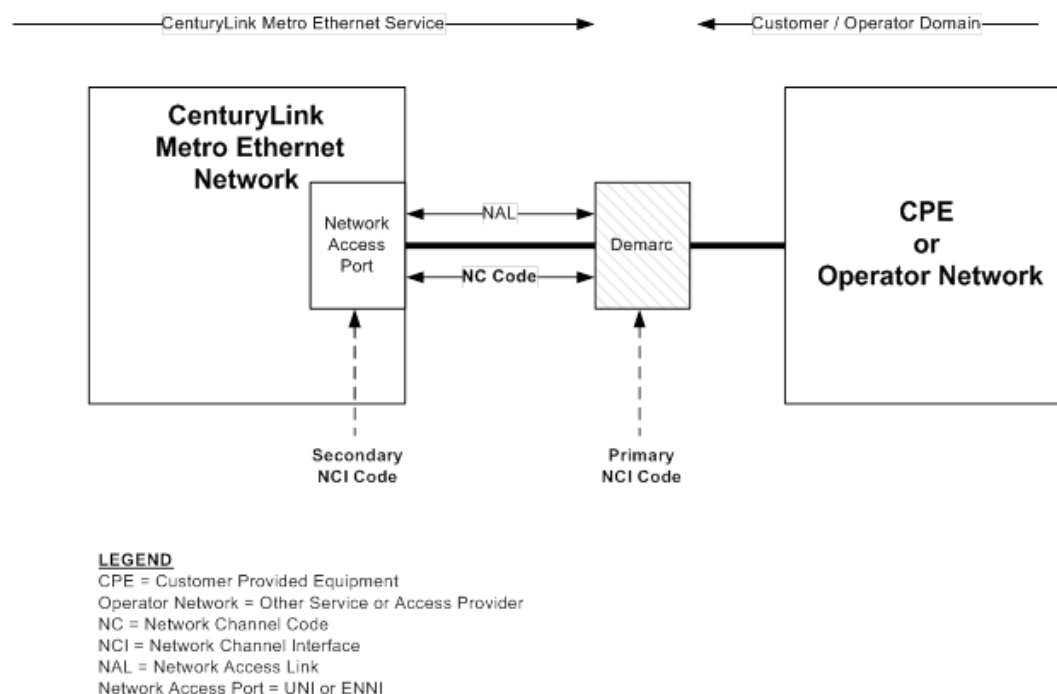 CenturyLink Metro Ethernet Service
Customer / Operator Domain
CenturyLink
Metro Ethernet
Network
Network
Access
Port
NAL
NC Code
Demarc
CPE
or
Operator Network
Secondary
NCI Code
Primary
NCI Code
LEGEND
CPE = Customer Provided Equipment
Operator Network = Other Service or Access Provider
NC = Network Channel Code
NCI = Network Channel Interface
NAL = Network Access Link
Network Access Port = UNI or ENNI